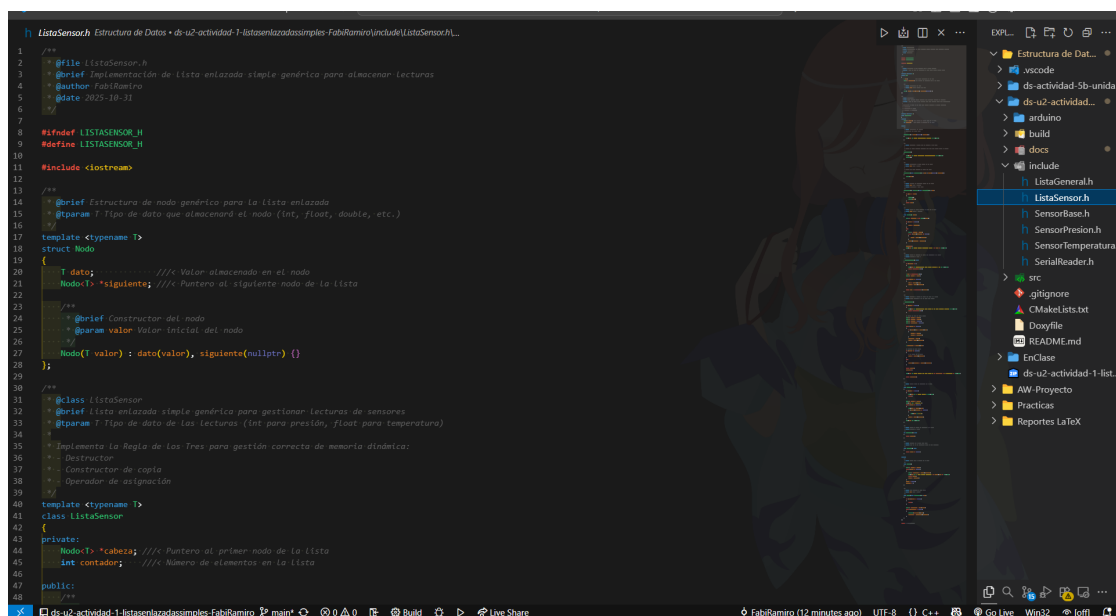 ListaSensor.h Estructura de Datos • ds-u2-actividad-1-listasenlazadassimples-FabiRamiro\include\ListaSensor.h\...
1 /**
2 * @file ListaSensor.h
3 * @brief Implementación de lista enlazada simple genérica para almacenar lecturas
4 * @author FabiRamiro
5 * @date 2025-10-31
6 */
7
8 #ifndef LISTASENSOR_H
9 #define LISTASENSOR_H
10
11 #include <iostream>
12
13 /**
14 * @brief Estructura de nodo genérico para la lista enlazada
15 * @tparam T Tipo de dato que almacenará el nodo (int, float, double, etc.)
16 */
17 template <typename T>
18 struct Nodo
19 {
20 T dato; ///< Valor almacenado en el nodo
21 Nodo<T> *siguiente; ///< Puntero al siguiente nodo de la lista
22
23 /**
24 * @brief Constructor del nodo
25 * @param valor Valor inicial del nodo
26 */
27 Nodo(T valor) : dato(valor), siguiente(nullptr) {}
28 };
29
30 /**
31 * @class ListaSensor
32 * @brief Lista enlazada simple genérica para gestionar lecturas de sensores
33 * @tparam T Tipo de dato de las lecturas (int para presión, float para temperatura)
34 *
35 * Implementa la Regla de los Tres para gestión correcta de memoria dinámica:
36 * - Destructor
37 * - Constructor de copia
38 * - Operador de asignación
39 */
40 template <typename T>
41 class ListaSensor
42 {
43 private:
44 Nodo<T> *cabeza; ///< Puntero al primer nodo de la lista
45 int contador; ///< Número de elementos en la lista
46
47 public:
48 /**
EXPL...
Estructura de Dat...
.vscode
ds-actividad-5b-unida
ds-u2-actividad...
arduino
build
docs
include
ListaGeneral.h
ListaSensor.h
SensorBase.h
SensorPresion.h
SensorTemperatura
SerialReader.h
src
.gitignore
CMakeLists.txt
Doxyfile
README.md
EnClase
ds-u2-actividad-1-list...
AW-Proyecto
Practicas
Reportes LaTeX
ds-u2-actividad-1-listasenlazadassimples-FabiRamiro main* 0 0 Build Live Share FabiRamiro (12 minutes ago) UTF-8 {} C++ Go Live Win32 [off]